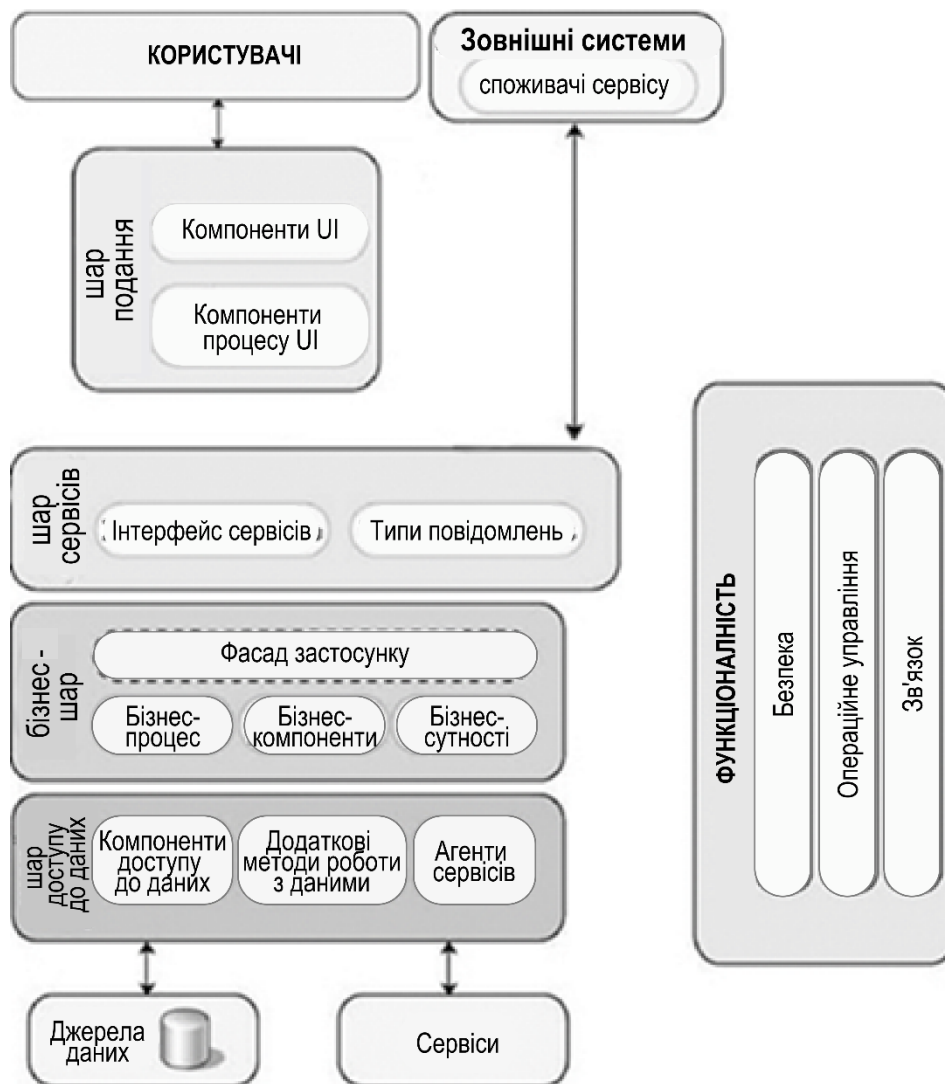 КОРИСТУВАЧІ
Зовнішні системи
споживачі сервісу
шар
подання
Компоненти UI
Компоненти
процесу UI
шар
сервісів
Інтерфейс сервісів
Типи повідомлень
бізнес -
шар
Фасад застосунку
Бізнес-
процес
Бізнес-
компоненти
Бізнес-
сутності
шар
доступу
до даних
Компоненти
доступу
до даних
Додаткові
методи роботи
з даними
Агенти
сервісів
Джерела
даних
Сервіси
ФУНКЦІОНАЛНІСТЬ
Безпека
Операційне управління
Зв'язок